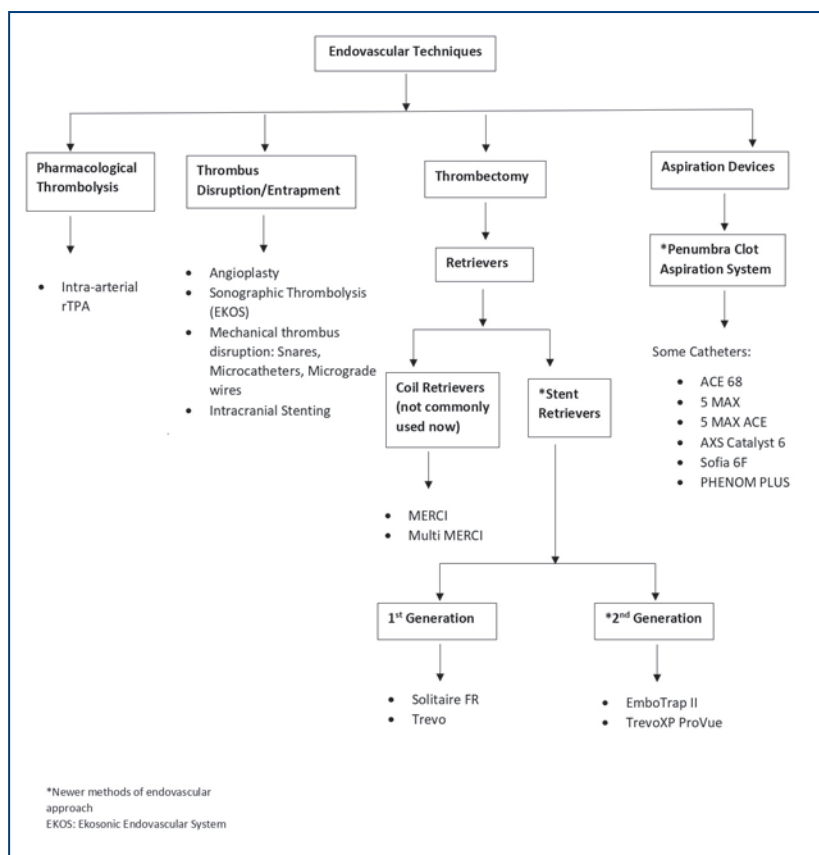 Endovascular Techniques
Pharmacological
Thrombolysis
Intra-arterial
rTPA
Thrombus
Disruption/Entrapment
Angioplasty
Sonographic Thrombolysis
(EKOS)
Mechanical thrombus
disruption: Snares,
Microcatheters, Micrograde
wires
Intracranial Stenting
Thrombectomy
Retrievers
Coil Retrievers
(not commonly
used now)
MERCI
Multi MERCI
*Stent
Retrievers
1st Generation
Solitaire FR
Trevo
*2nd Generation
EmboTrap II
TrevoXP ProVue
Aspiration Devices
*Penumbra Clot
Aspiration System
Some Catheters:
ACE 68
5 MAX
5 MAX ACE
AXS Catalyst 6
Sofia 6F
PHENOM PLUS
*Newer methods of endovascular
approach
EKOS: Ekosonic Endovascular System